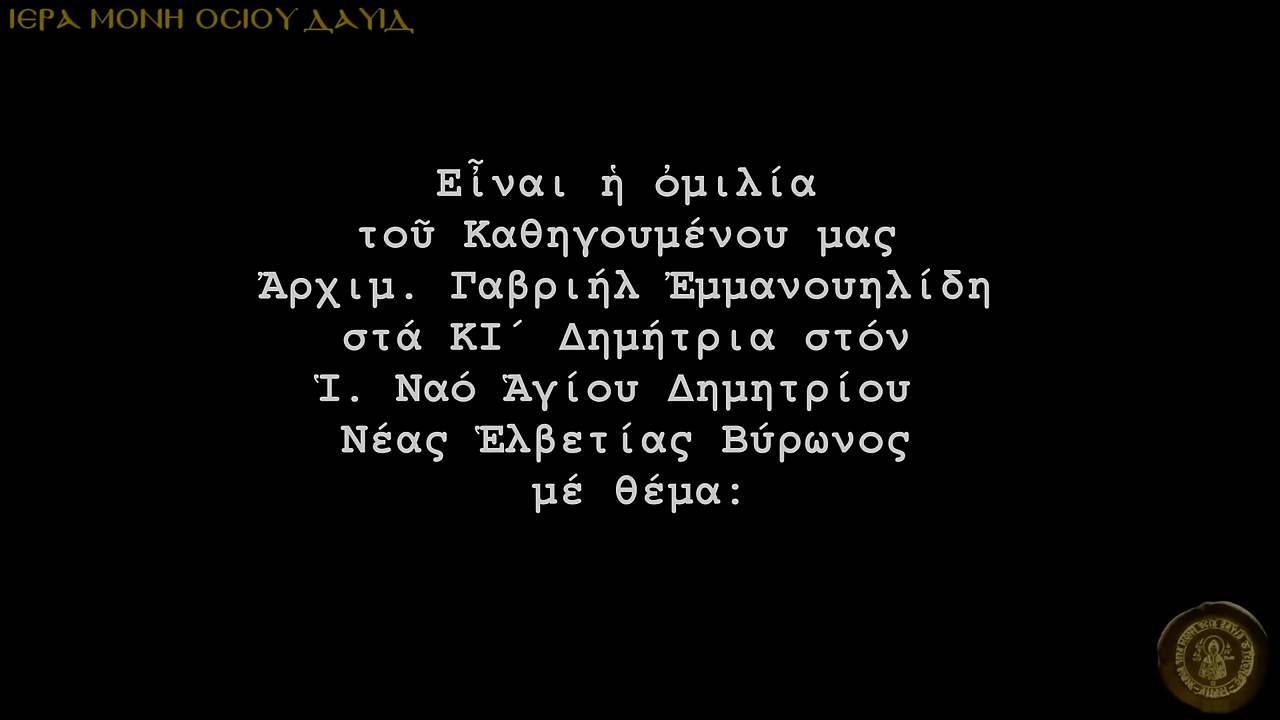 ΙΕΡΑ ΜΟΝΗ ΟΣΙΟΥ ΔΑΥΙΔ
Εἶναι ἡ ὁμιλία
τοῦ Καθηγουμένου μας
Ἀρχιμ. Γαβριήλ Ἐμμανουηλίδη
στά ΚΙ´ Δημήτρια στόν
Ἱ. Ναό Ἁγίου Δημητρίου
Νέας Ἑλβετίας Βύρωνος
μέ θέμα: